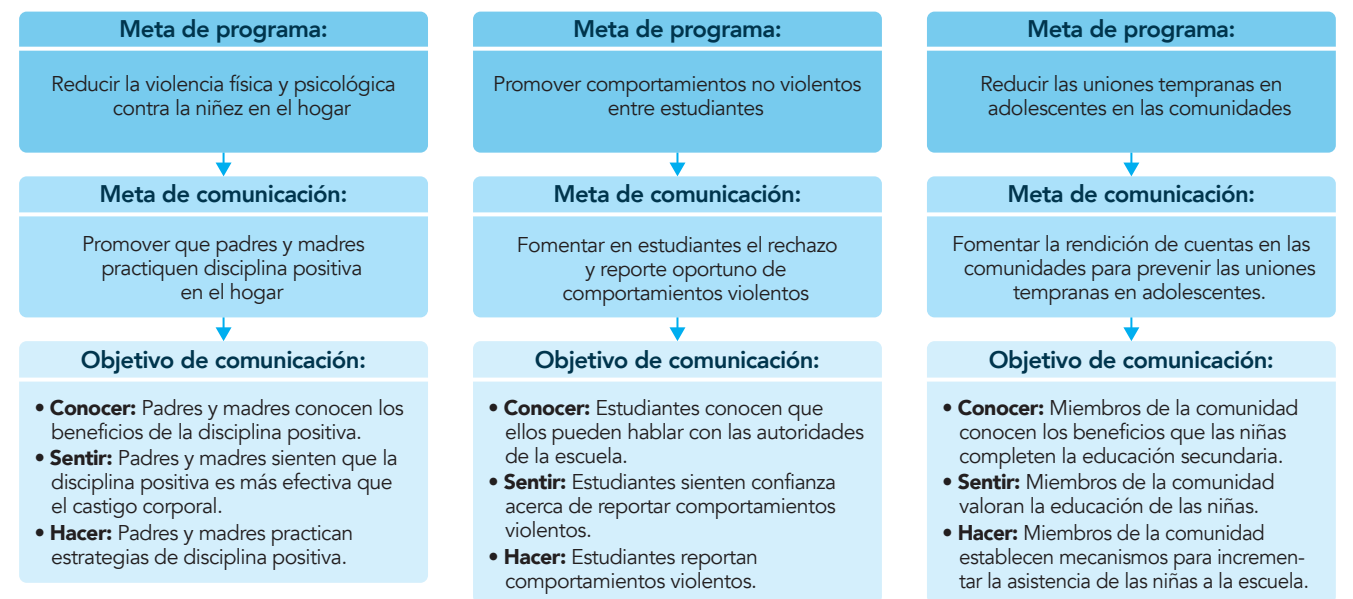 Meta de programa:
Reducir la violencia física y psicológica
contra la niñez en el hogar
Meta de comunicación:
Promover que padres y madres
practiquen disciplina positiva
en el hogar
Objetivo de comunicación:
• Conocer: Padres y madres conocen los
beneficios de la disciplina positiva.
• Sentir: Padres y madres sienten que la
disciplina positiva es más efectiva que
el castigo corporal.
• Hacer: Padres y madres practican
estrategias de disciplina positiva.
Meta de programa:
Promover comportamientos no violentos
entre estudiantes
Meta de comunicación:
Fomentar en estudiantes el rechazo
y reporte oportuno de
comportamientos violentos
Objetivo de comunicación:
• Conocer: Estudiantes conocen que
ellos pueden hablar con las autoridades
de la escuela.
• Sentir: Estudiantes sienten confianza
acerca de reportar comportamientos
violentos.
• Hacer: Estudiantes reportan
comportamientos violentos.
Meta de programa:
Reducir las uniones tempranas en
adolescentes en las comunidades
Meta de comunicación:
Fomentar la rendición de cuentas en las
comunidades para prevenir las uniones
tempranas en adolescentes.
Objetivo de comunicación:
• Conocer: Miembros de la comunidad
conocen los beneficios que las niñas
completen la educación secundaria.
• Sentir: Miembros de la comunidad
valoran la educación de las niñas.
• Hacer: Miembros de la comunidad
establecen mecanismos para incremen-
tar la asistencia de las niñas a la escuela.